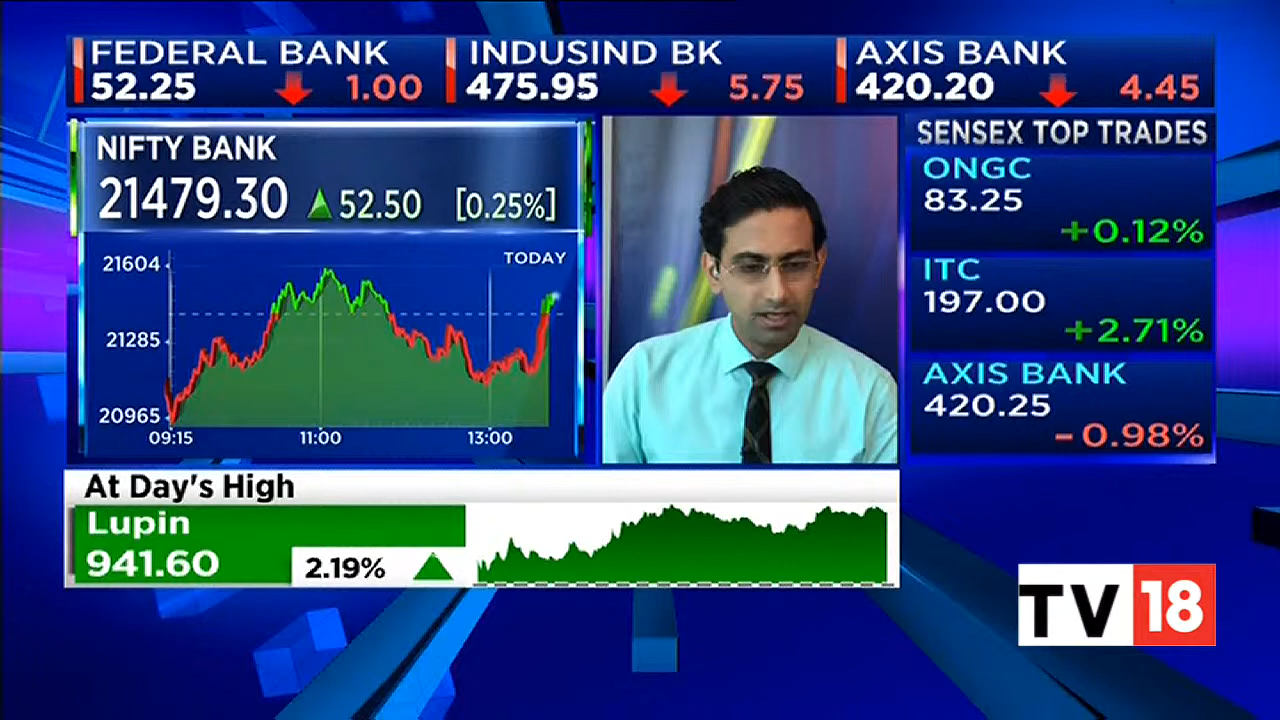 FEDERAL BANK
52.25 1.00
INDUSIND BK
475.95 5.75
AXIS BANK
420.20 4.45
NIFTY BANK
21479.30 52.50 [0.25%]
TODAY
21604
21285
20965
09:15 11:00 13:00
SENSEX TOP TRADES
ONGC
83.25
+0.12%
ITC
197.00
+2.71%
AXIS BANK
420.25
-0.98%
At Day's High
Lupin
941.60
2.19%
TV18